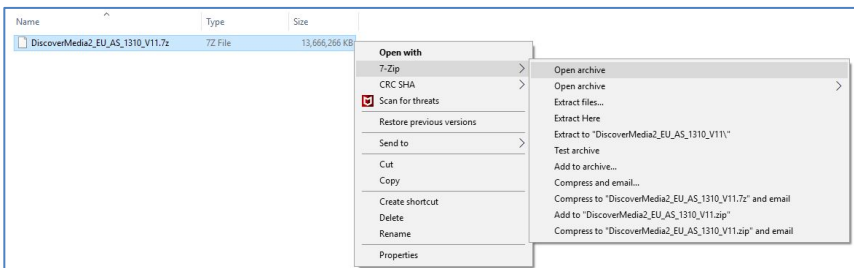 Name Type Size
DiscoverMedia2_EU_AS_1310_V11.7z 7Z File 13,666,266 KB
Open with
7-Zip
CRC SHA
Scan for threats
Restore previous versions
Send to
Cut
Copy
Create shortcut
Delete
Rename
Properties
Open archive
Open archive
Extract files...
Extract Here
Extract to "DiscoverMedia2_EU_AS_1310_V11\"
Test archive
Add to archive...
Compress and email...
Compress to "DiscoverMedia2_EU_AS_1310_V11.7z" and email
Add to "DiscoverMedia2_EU_AS_1310_V11.zip"
Compress to "DiscoverMedia2_EU_AS_1310_V11.zip" and email